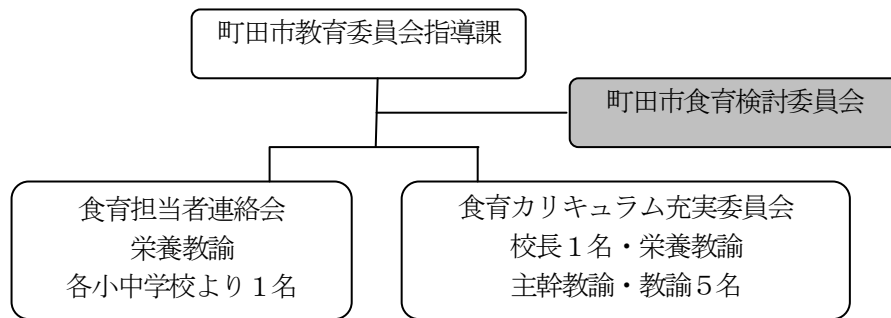 町田市教育委員会指導課
町田市食育検討委員会
食育担当者連絡会
栄養教諭
各小中学校より１名
食育カリキュラム充実委員会
校長１名・栄養教諭
主幹教諭・教諭５名